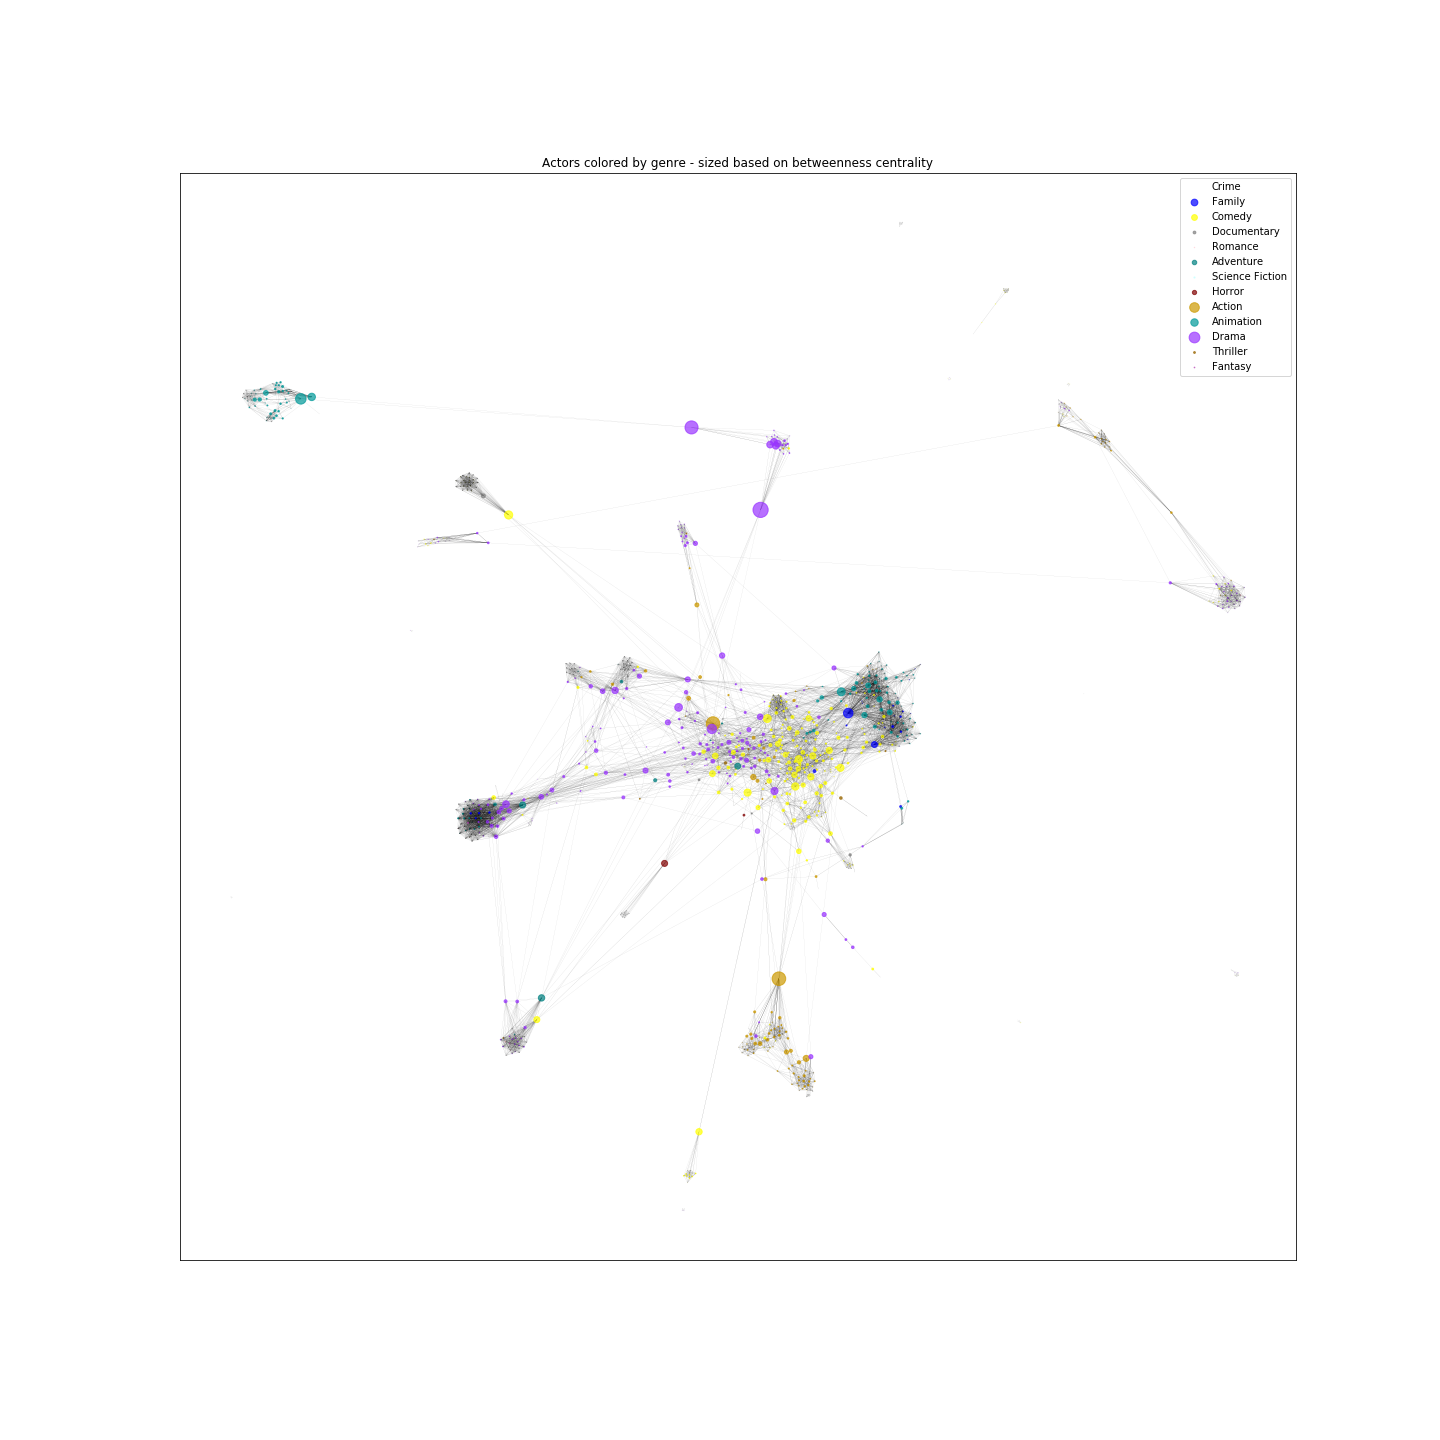 Actors colored by genre - sized based on betweenness centrality
Crime
Family
Comedy
Documentary
Romance
Adventure
Science Fiction
Horror
Action
Animation
Drama
Thriller
Fantasy